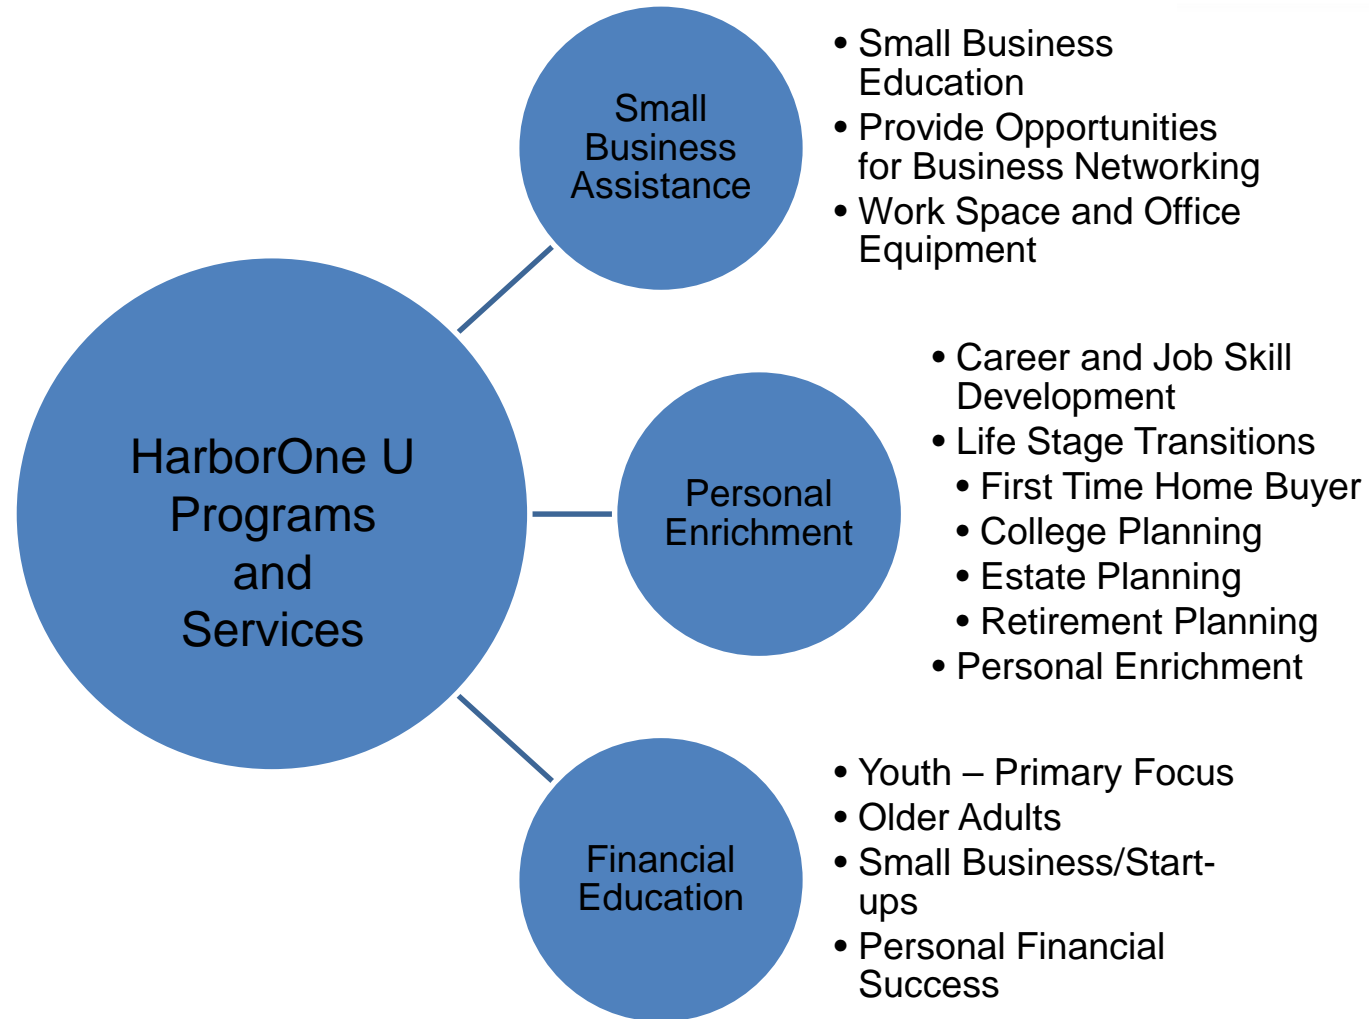 Small
Business
Assistance
• Small Business
Education
• Provide Opportunities
for Business Networking
• Work Space and Office
Equipment
HarborOne U
Programs
and
Services
Personal
Enrichment
• Career and Job Skill
Development
• Life Stage Transitions
• First Time Home Buyer
• College Planning
• Estate Planning
• Retirement Planning
• Personal Enrichment
Financial
Education
• Youth – Primary Focus
• Older Adults
• Small Business/Start-
ups
• Personal Financial
Success